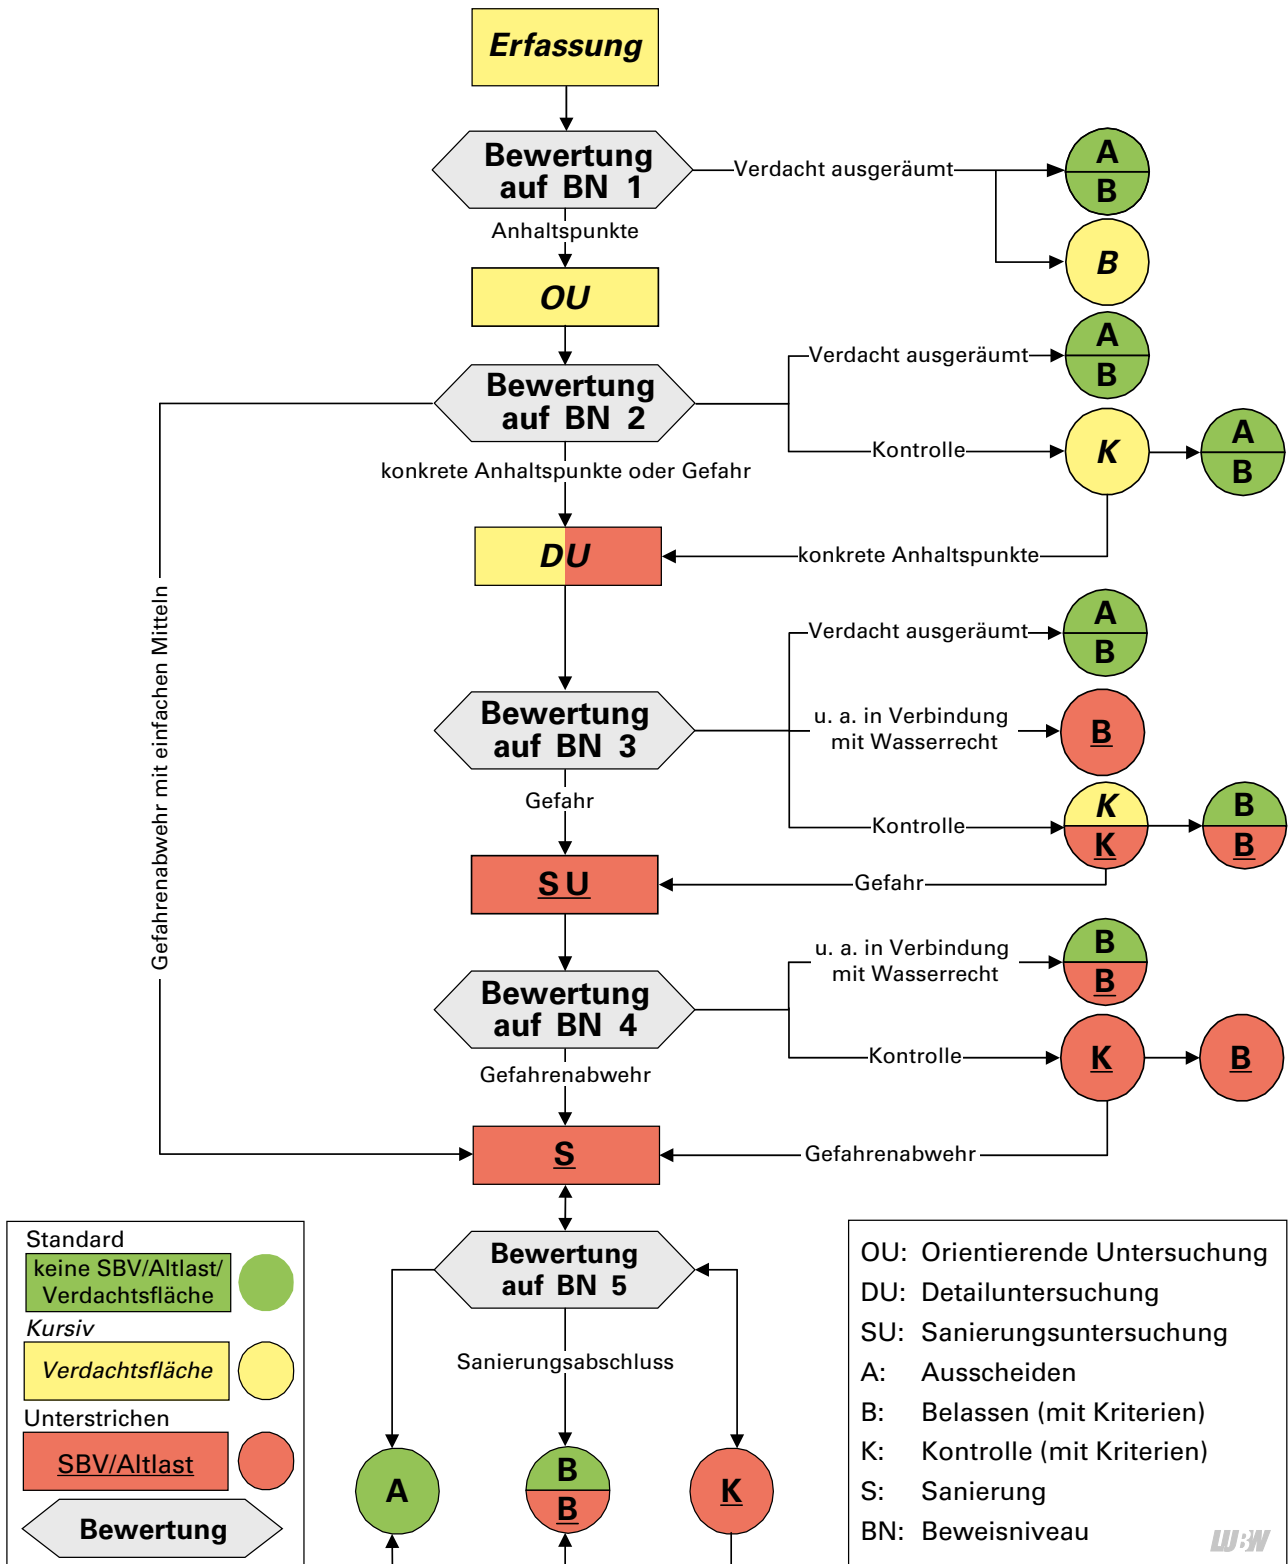 Erfassung
Bewertung
auf BN 1
Verdacht ausgeräumt
A
B
Anhaltspunkte
B
OU
Verdacht ausgeräumt
A
B
Bewertung
auf BN 2
Kontrolle
K
A
B
konkrete Anhaltspunkte oder Gefahr
DU
konkrete Anhaltspunkte
Gefahrenabwehr mit einfachen Mitteln
Verdacht ausgeräumt
A
B
Bewertung
auf BN 3
u. a. in Verbindung
mit Wasserrecht
B
Gefahr
Kontrolle
K
K
B
B
SU
Gefahr
u. a. in Verbindung
mit Wasserrecht
B
B
Bewertung
auf BN 4
Kontrolle
K
B
Gefahrenabwehr
S
Gefahrenabwehr
Bewertung
auf BN 5
Sanierungsabschluss
A
B
B
K
Standard
keine SBV/Altlast/
Verdachtsfläche
Kursiv
Verdachtsfläche
Unterstrichen
SBV/Altlast
Bewertung
OU: Orientierende Untersuchung
DU: Detailuntersuchung
SU: Sanierungsuntersuchung
A: Ausscheiden
B: Belassen (mit Kriterien)
K: Kontrolle (mit Kriterien)
S: Sanierung
BN: Beweisniveau
LUBW